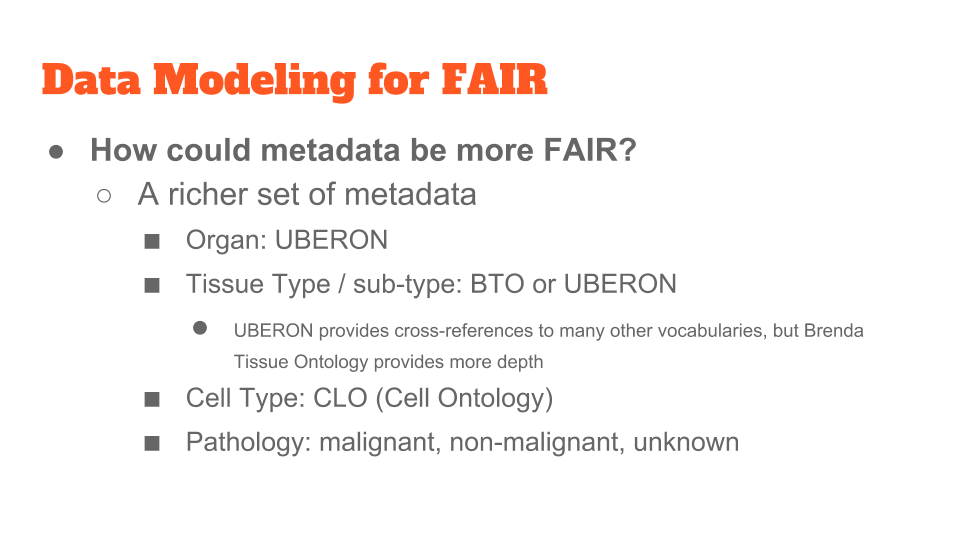 Data Modeling for FAIR
● How could metadata be more FAIR?
○ A richer set of metadata
■ Organ: UBERON
■ Tissue Type / sub-type: BTO or UBERON
● UBERON provides cross-references to many other vocabularies, but Brenda
Tissue Ontology provides more depth
■ Cell Type: CLO (Cell Ontology)
■ Pathology: malignant, non-malignant, unknown